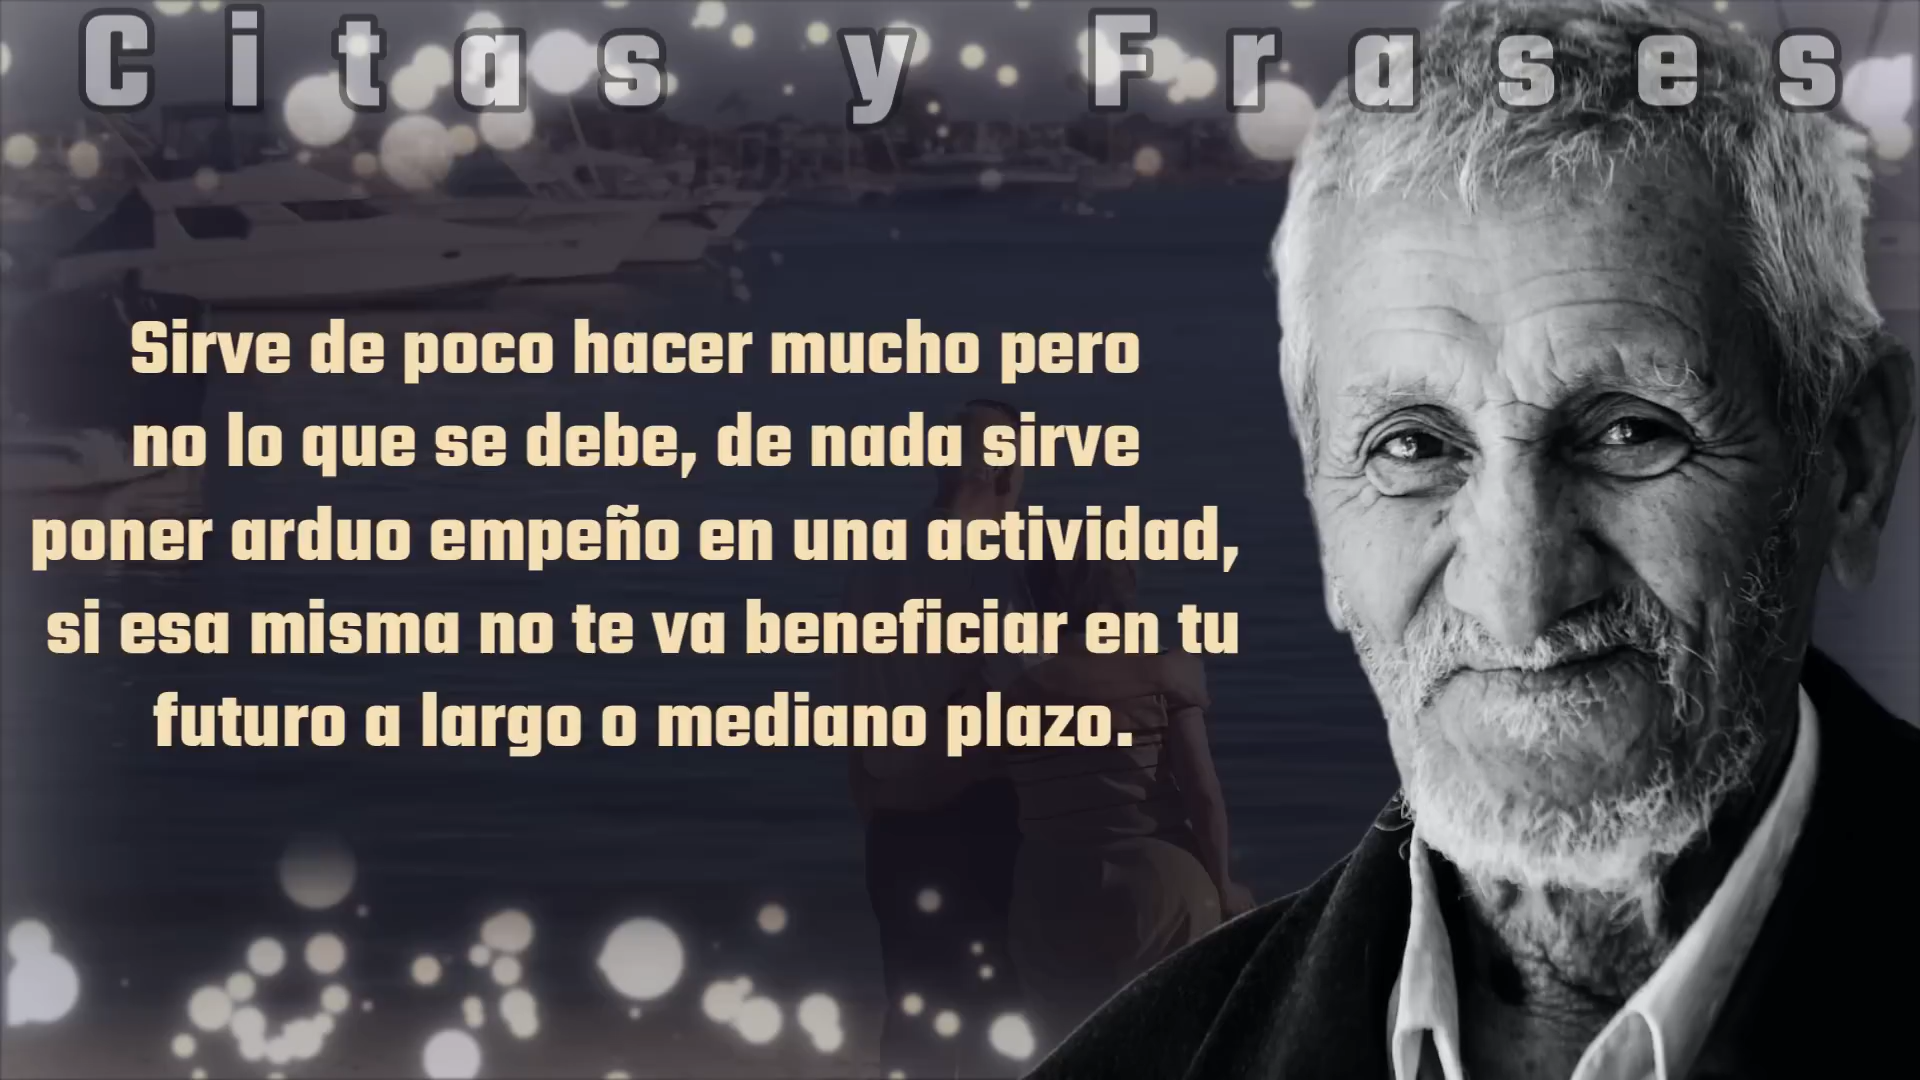 Citas y Frases
Sirve de poco hacer mucho pero
no lo que se debe, de nada sirve
poner arduo empeño en una actividad,
si esa misma no te va beneficiar en tu
futuro a largo o mediano plazo.